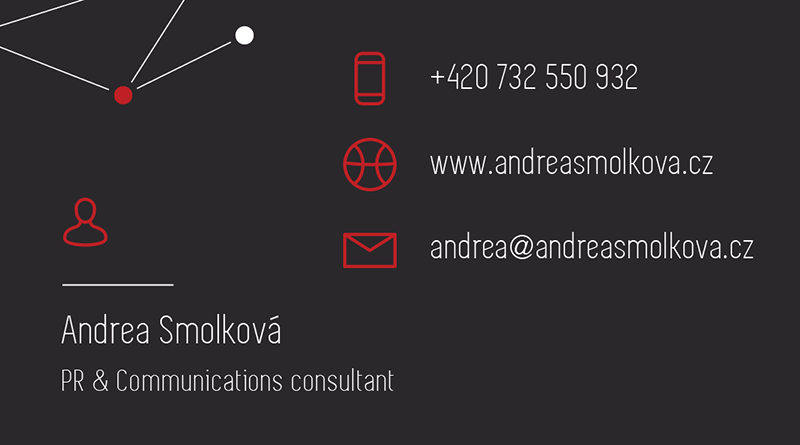 +420 732 550 932
www.andreasmolkova.cz
andrea@andreasmolkova.cz
Andrea Smolková
PR & Communications consultant